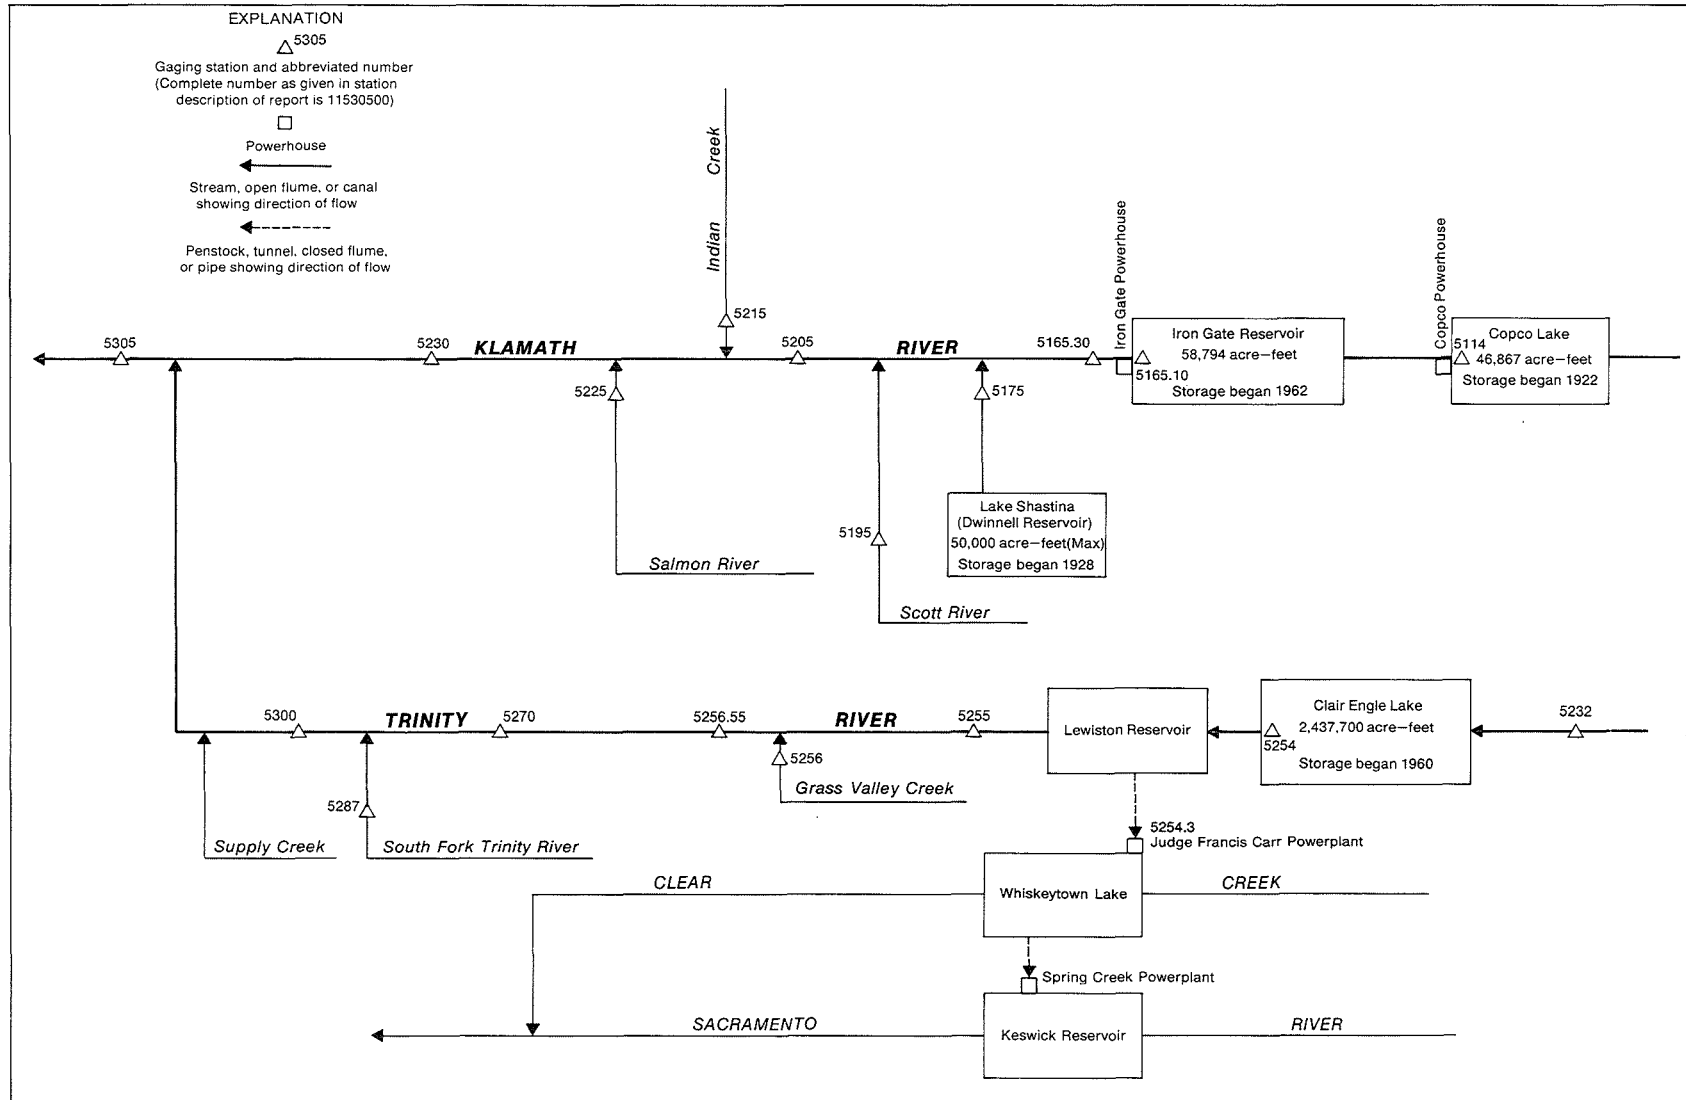 EXPLANATION
5305
Gaging station and abbreviated number
(Complete number as given in station
description of report is 11530500)
Powerhouse
Stream, open flume, or canal
showing direction of flow
Penstock, tunnel, closed flume,
or pipe showing direction of flow
Indian Creek
5215
Iron Gate Powerhouse
Copco Powerhouse
5305
5230
KLAMATH
5205
RIVER
5165.30
5165.10
Iron Gate Reservoir
58,794 acre-feet
Storage began 1962
Copco Lake
5114
46,867 acre-feet
Storage began 1922
5225
5175
Lake Shastina
(Dwinnell Reservoir)
50,000 acre-feet(Max)
Storage began 1928
5195
Salmon River
Scott River
5300
TRINITY
5270
5256.55
RIVER
5255
Lewiston Reservoir
Clair Engle Lake
2,437,700 acre-feet
5254
Storage began 1960
5232
5256
Grass Valley Creek
5287
Supply Creek
South Fork Trinity River
5254.3
Judge Francis Carr Powerplant
CLEAR
Whiskeytown Lake
CREEK
Spring Creek Powerplant
SACRAMENTO
Keswick Reservoir
RIVER